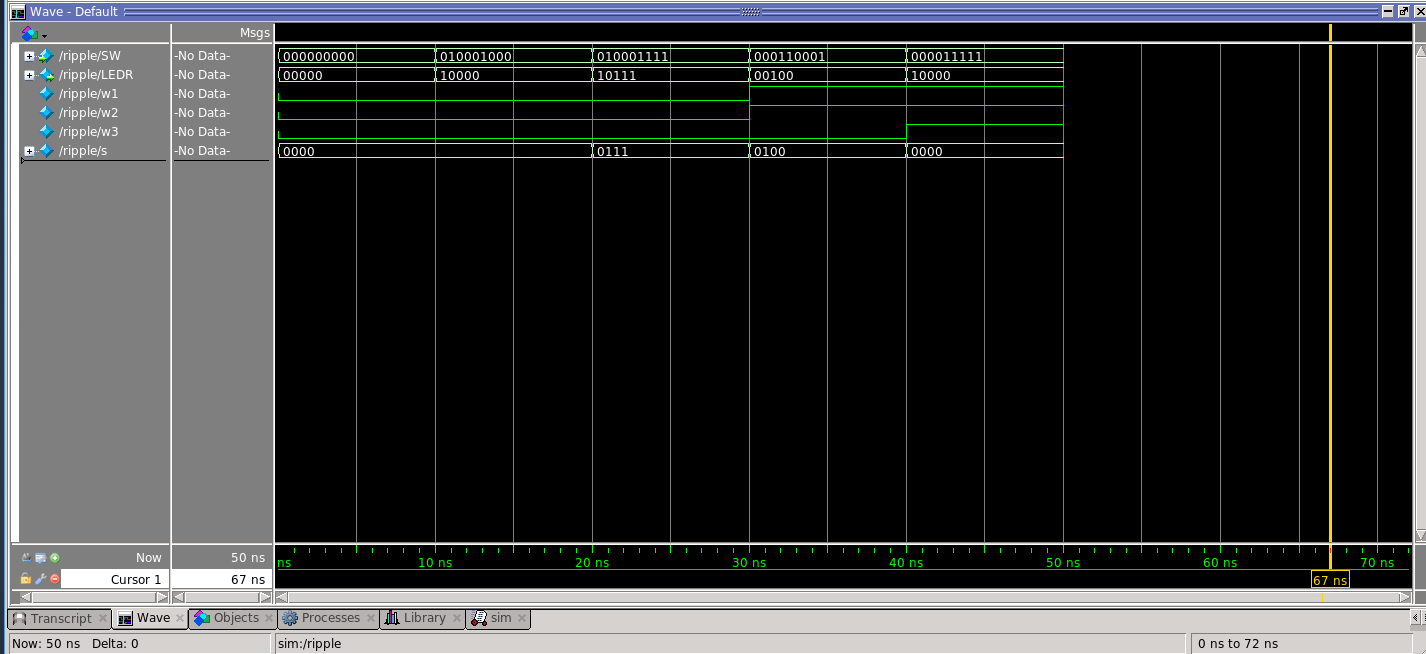 Wave - Default
Msgs
/ripple/SW -No Data- 000000000 010001000 010001111 000110001 000011111
/ripple/LEDR -No Data- 00000 10000 10111 00100 10000
/ripple/w1 -No Data-
/ripple/w2 -No Data-
/ripple/w3 -No Data-
/ripple/s -No Data- 0000 0111 0100 0000
Now 50 ns ns 10 ns 20 ns 30 ns 40 ns 50 ns 60 ns 70 ns
Cursor 1 67 ns 67 ns
Transcript Wave Objects Processes Library sim
Now: 50 ns Delta: 0 sim:/ripple 0 ns to 72 ns